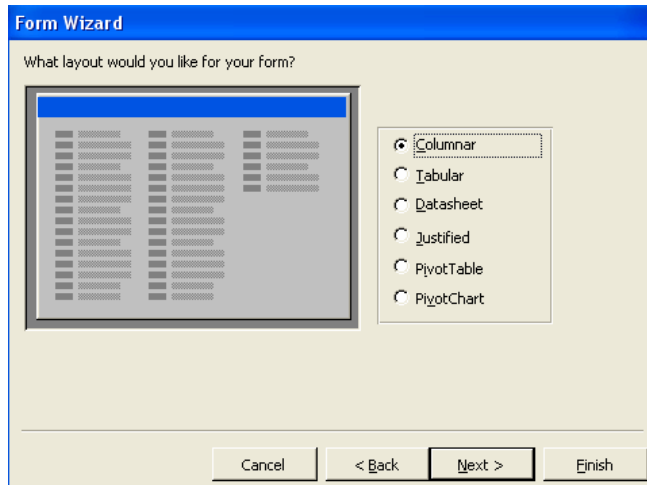 Form Wizard
What layout would you like for your form?
Columnar
Tabular
Datasheet
Justified
PivotTable
PivotChart
Cancel
< Back
Next >
Finish